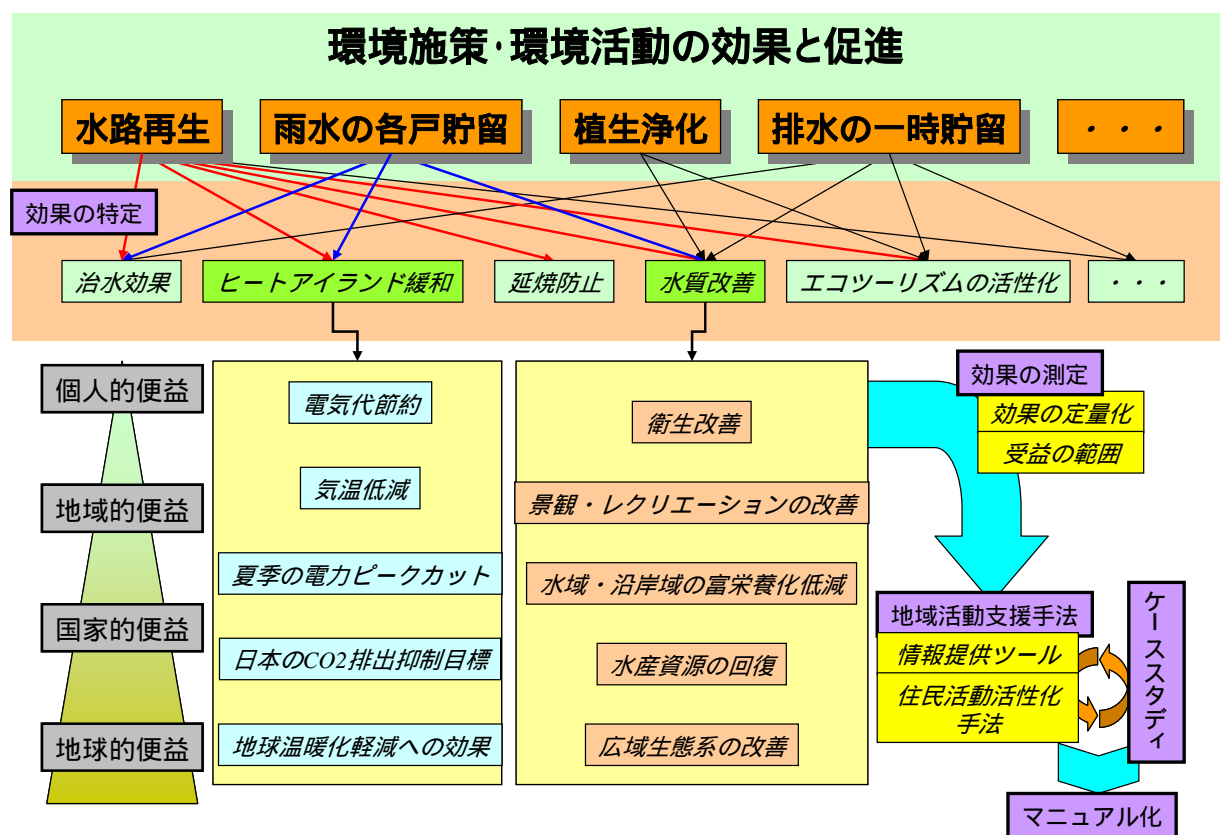 環境施策・環境活動の効果と促進
水路再生
雨水の各戸貯留
植生浄化
排水の一時貯留
・・・
効果の特定
治水効果
ヒートアイランド緩和
延焼防止
水質改善
エコツーリズムの活性化
・・・
個人的便益
地域的便益
国家的便益
地球的便益
電気代節約
気温低減
夏季の電力ピークカット
日本のCO2排出抑制目標
地球温暖化軽減への効果
衛生改善
景観・レクリエーションの改善
水域・沿岸域の富栄養化低減
水産資源の回復
広域生態系の改善
効果の測定
効果の定量化
受益の範囲
地域活動支援手法
情報提供ツール
住民活動活性化
手法
ケーススタディ
マニュアル化